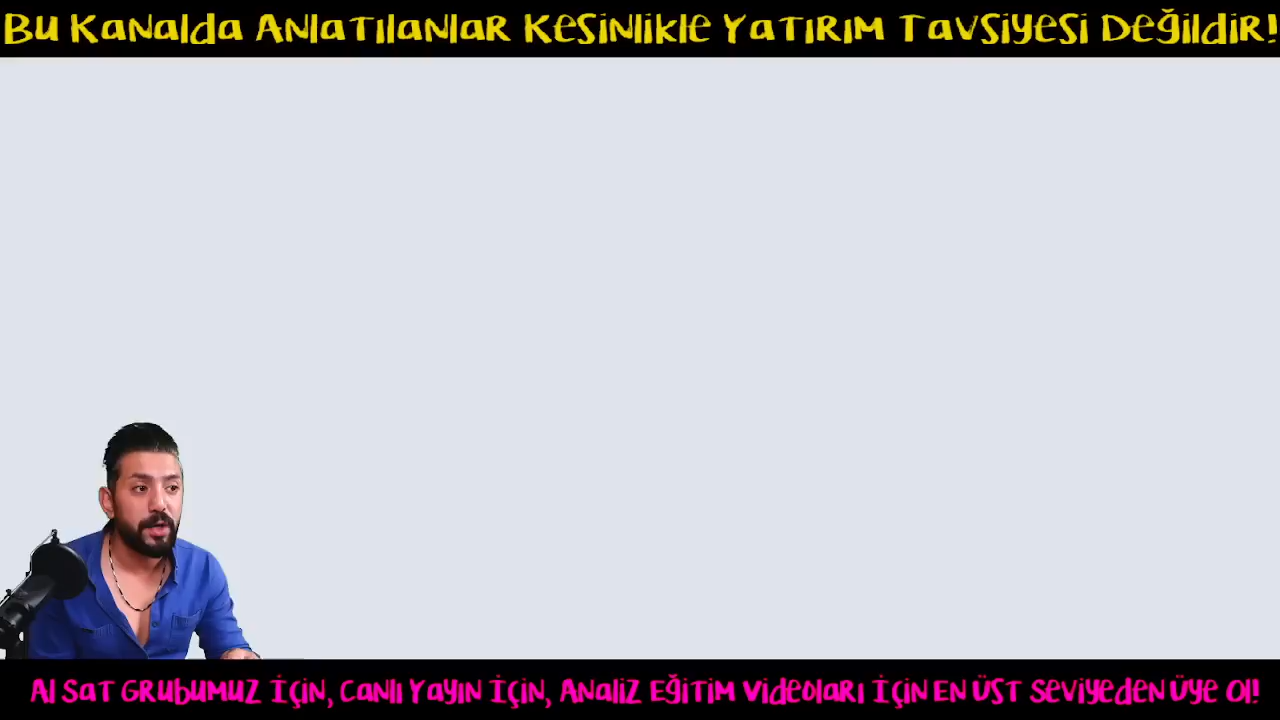 Bu Kanalda Anlatılanlar Kesinlikle Yatırım Tavsiyesi Değildir!
Al Sat Grubumuz İçin, Canlı Yayın İçin, Analiz Eğitim Videoları İçin En Üst Seviyeden Üye Ol!